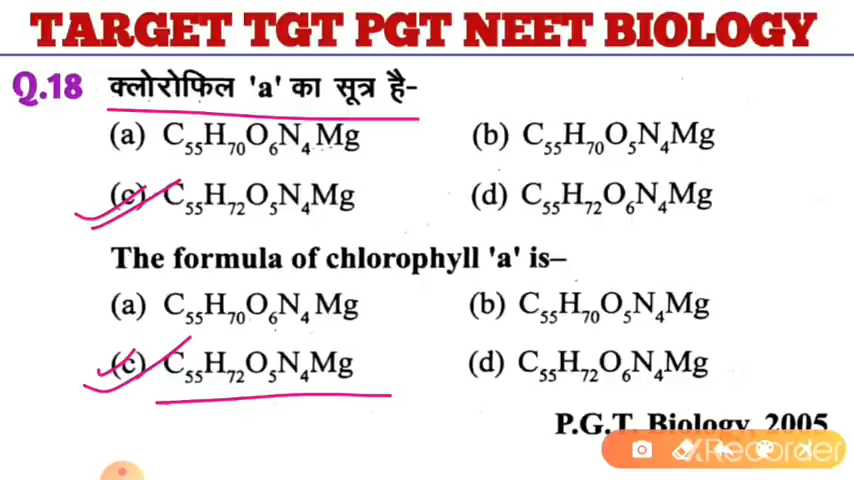 TARGET TGT PGT NEET BIOLOGY
Q.18 क्लोरोफिल 'a' का सूत्र है-
(a) C₅₅H₇₀O₆N₄Mg (b) C₅₅H₇₀O₅N₄Mg
(c) C₅₅H₇₂O₅N₄Mg (d) C₅₅H₇₂O₆N₄Mg
The formula of chlorophyll 'a' is–
(a) C₅₅H₇₀O₆N₄Mg (b) C₅₅H₇₀O₅N₄Mg
(c) C₅₅H₇₂O₅N₄Mg (d) C₅₅H₇₂O₆N₄Mg
P.G.T. Biology, 2005
XRecorder